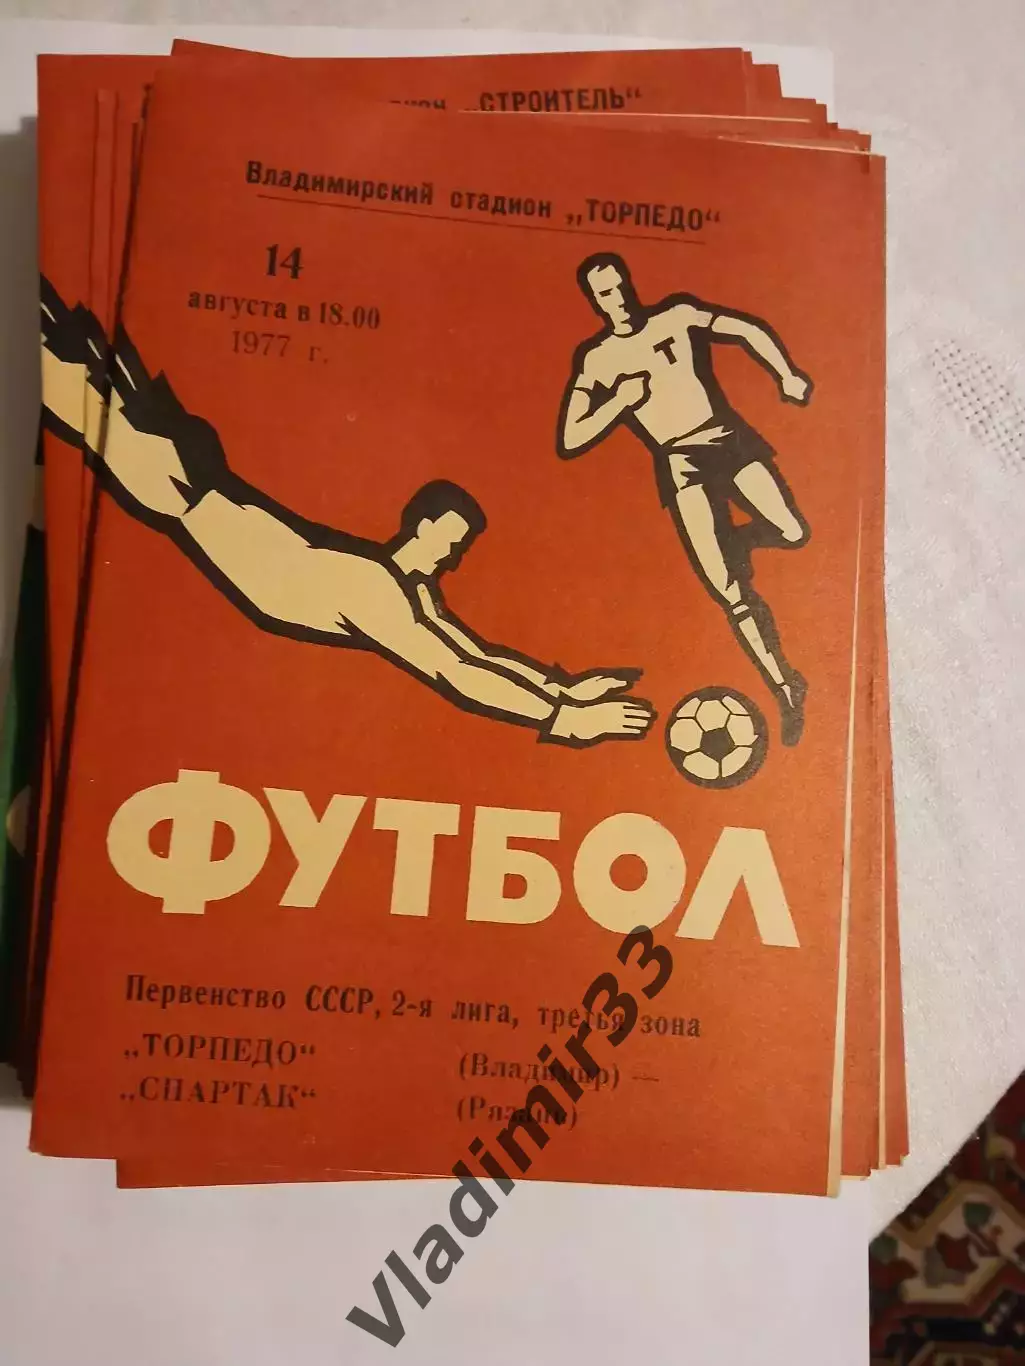 „СТРОИТЕЛЬ“
Владимирский стадион „ТОРПЕДО“
14
августа в 18.00
1977 г.
Т
ФУТБОЛ
Первенство СССР, 2-я лига, третья зона
„ТОРПЕДО“ (Владимир) —
„СПАРТАК“ (Рязань)
Vladimir33